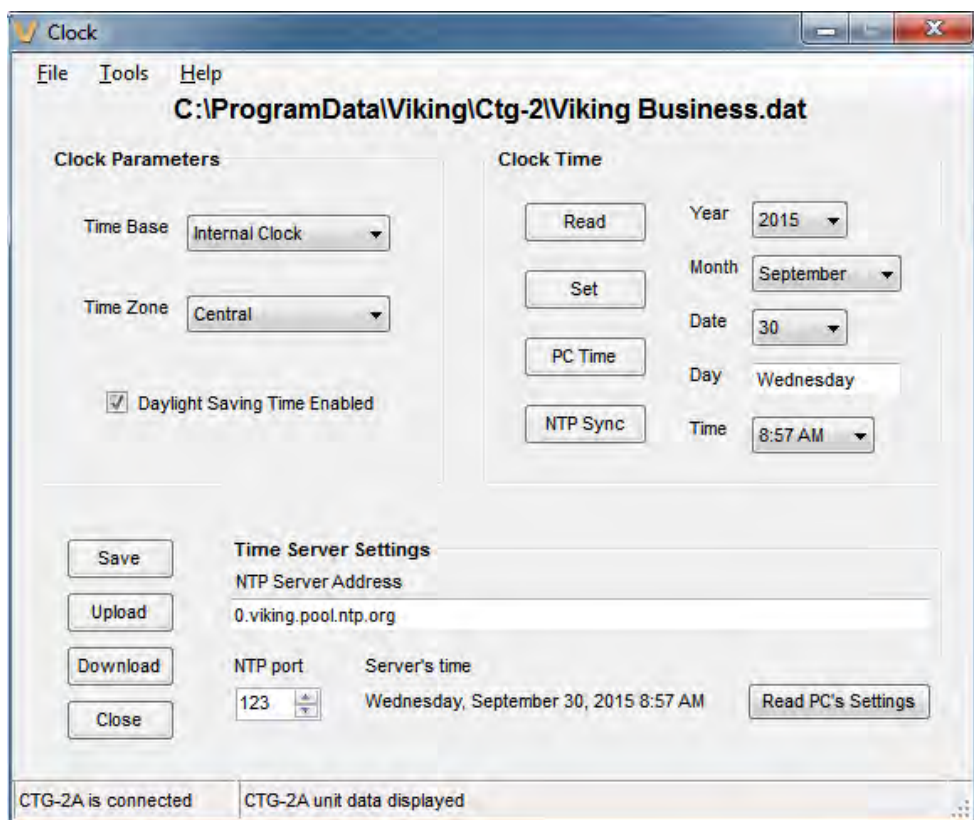 Clock
File Tools Help
C:\ProgramData\Viking\Ctg-2\Viking Business.dat
Clock Parameters
Time Base Internal Clock
Time Zone Central
Daylight Saving Time Enabled
Clock Time
Read
Set
PC Time
NTP Sync
Year 2015
Month September
Date 30
Day Wednesday
Time 8:57 AM
Save
Upload
Download
Close
Time Server Settings
NTP Server Address
0.viking.pool.ntp.org
NTP port Server's time
123 Wednesday, September 30, 2015 8:57 AM Read PC's Settings
CTG-2A is connected CTG-2A unit data displayed